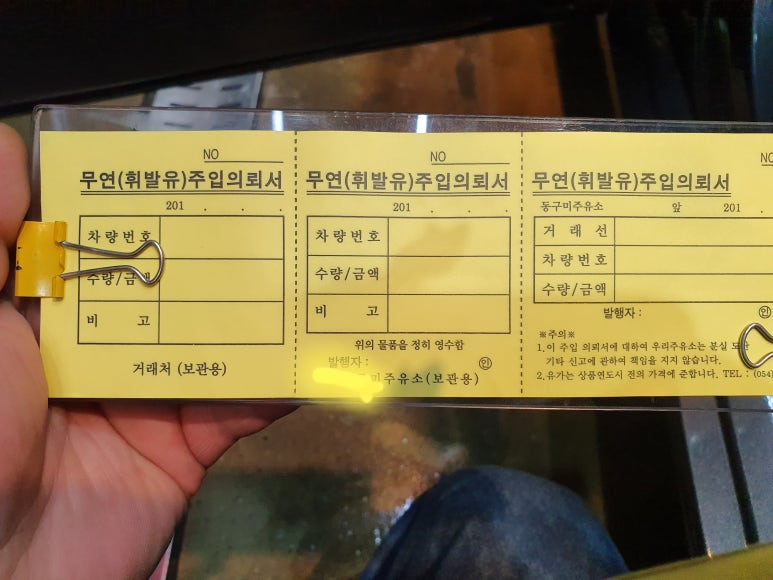 NO
무연(휘발유)주입의뢰서
201 . . .
차량번호
수량/금액
비 고
거래처 (보관용)
NO
무연(휘발유)주입의뢰서
201 . . .
차량번호
수량/금액
비 고
위의 물품을 정히 영수함
발행자 : ㊞
미주유소(보관용)
NO
무연(휘발유)주입의뢰서
동구미주유소 앞 201 .
거 래 선
차량번호
수량/금액
발행자 : ㊞
※주의※
1. 이 주입 의뢰서에 대하여 우리주유소는 분실 또는
기타 신고에 관하여 책임을 지지 않습니다.
2. 유가는 상품연도시 전의 가격에 준합니다. TEL : (054)